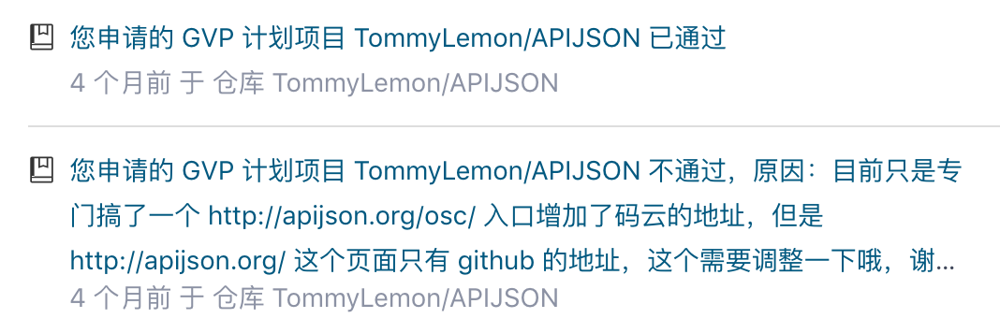 您申请的 GVP 计划项目 TommyLemon/APIJSON 已通过
4 个月前 于 仓库 TommyLemon/APIJSON
您申请的 GVP 计划项目 TommyLemon/APIJSON 不通过，原因：目前只是专
门搞了一个 http://apijson.org/osc/ 入口增加了码云的地址，但是
http://apijson.org/ 这个页面只有 github 的地址，这个需要调整一下哦，谢...
4 个月前 于 仓库 TommyLemon/APIJSON